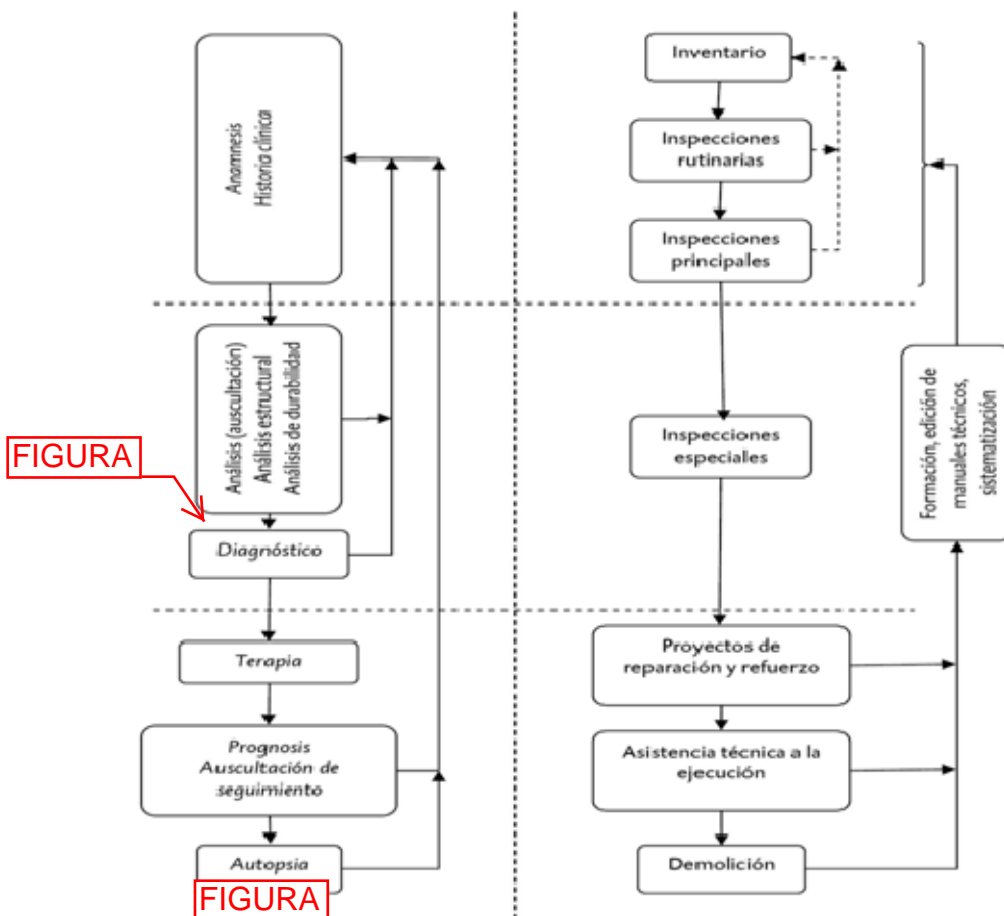 Anamnesis
Historia clínica
Análisis (auscultación)
Análisis estructural
Análisis de durabilidad
FIGURA
Diagnóstico
Terapia
Prognosis
Auscultación de
seguimiento
Autopsia
FIGURA
Inventario
Inspecciones
rutinarias
Inspecciones
principales
Inspecciones
especiales
Proyectos de
reparación y refuerzo
Asistencia técnica a la
ejecución
Demolición
Formación, edición de
manuales técnicos,
sistematización